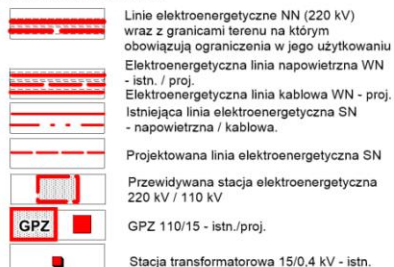 Linie elektroenergetyczne NN (220 kV)
wraz z granicami terenu na którym
obowiązują ograniczenia w jego użytkowaniu
Elektroenergetyczna linia napowietrzna WN
- istn. / proj.
Elektroenergetyczna linia kablowa WN - proj.
Istniejąca linia elektroenergetyczna SN
- napowietrzna / kablowa.
Projektowana linia elektroenergetyczna SN
Przewidywana stacja elektroenergetyczna
220 kV / 110 kV
GPZ GPZ 110/15 - istn./proj.
Stacja transformatorowa 15/0,4 kV - istn.